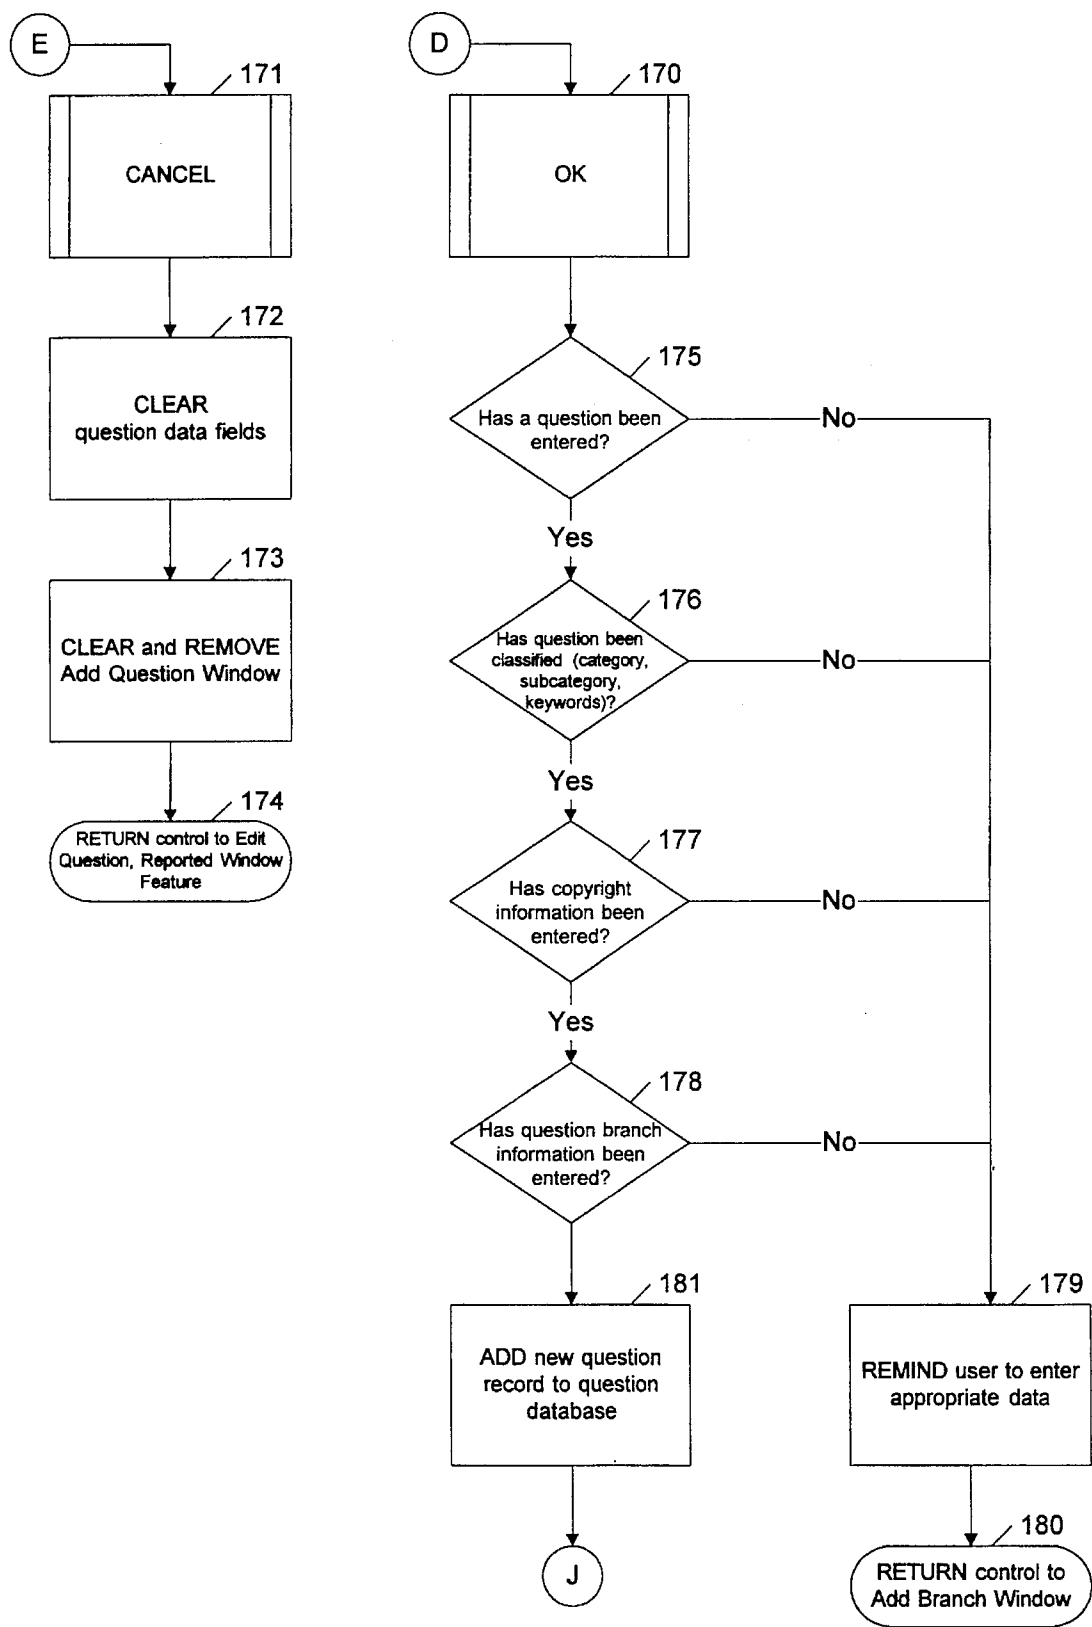 E
171
CANCEL
172
CLEAR
question data fields
173
CLEAR and REMOVE
Add Question Window
174
RETURN control to Edit
Question, Reported Window
Feature
D
170
OK
175
Has a question been
entered?
No
Yes
176
Has question been
classified (category,
subcategory,
keywords)?
No
Yes
177
Has copyright
information been
entered?
No
Yes
178
Has question branch
information been
entered?
No
181
ADD new question
record to question
database
J
179
REMIND user to enter
appropriate data
180
RETURN control to
Add Branch Window